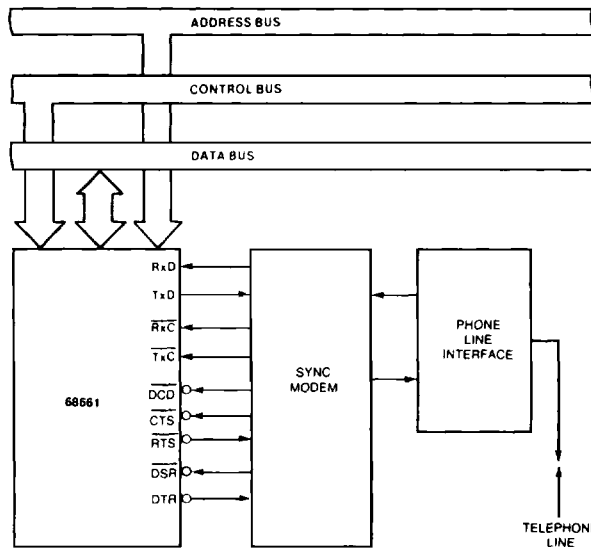 ADDRESS BUS
CONTROL BUS
DATA BUS
68661
RxD
TxD
RxC
TxC
DCD
CTS
RTS
DSR
DTR
SYNC
MODEM
PHONE
LINE
INTERFACE
TELEPHONE
LINE